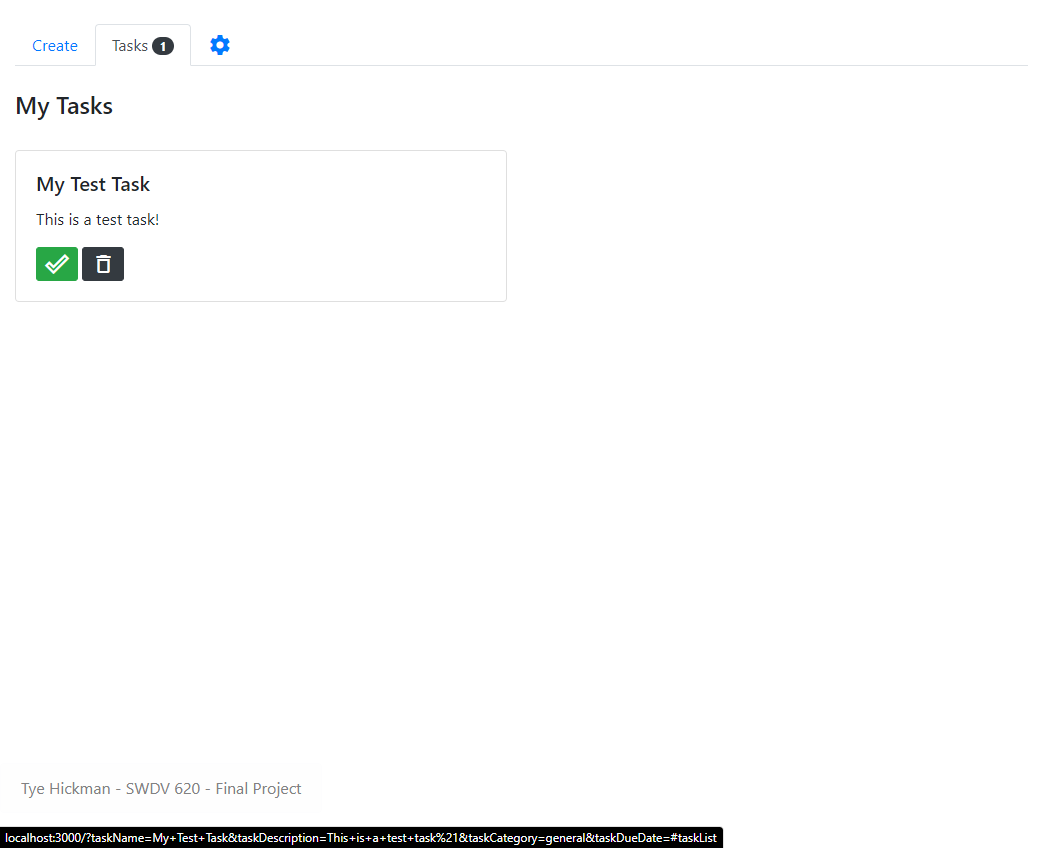 Create Tasks 1
My Tasks
My Test Task
This is a test task!
Tye Hickman - SWDV 620 - Final Project
localhost:3000/?taskName=My+Test+Task&taskDescription=This+is+a+test+task%21&taskCategory=general&taskDueDate=#taskList